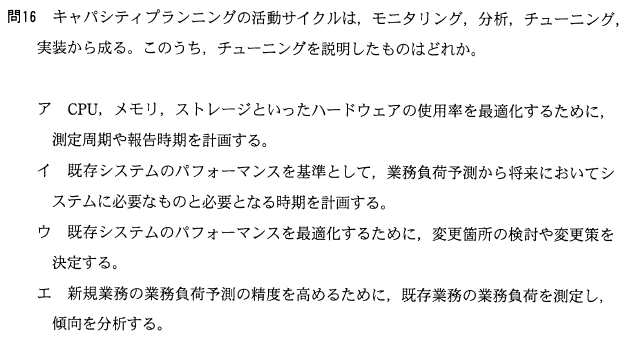 問16 キャパシティプランニングの活動サイクルは，モニタリング，分析，チューニング，
実装から成る。このうち，チューニングを説明したものはどれか。
ア CPU，メモリ，ストレージといったハードウェアの使用率を最適化するために，
測定周期や報告時期を計画する。
イ 既存システムのパフォーマンスを基準として，業務負荷予測から将来においてシ
ステムに必要なものと必要となる時期を計画する。
ウ 既存システムのパフォーマンスを最適化するために，変更箇所の検討や変更策を
決定する。
エ 新規業務の業務負荷予測の精度を高めるために，既存業務の業務負荷を測定し，
傾向を分析する。